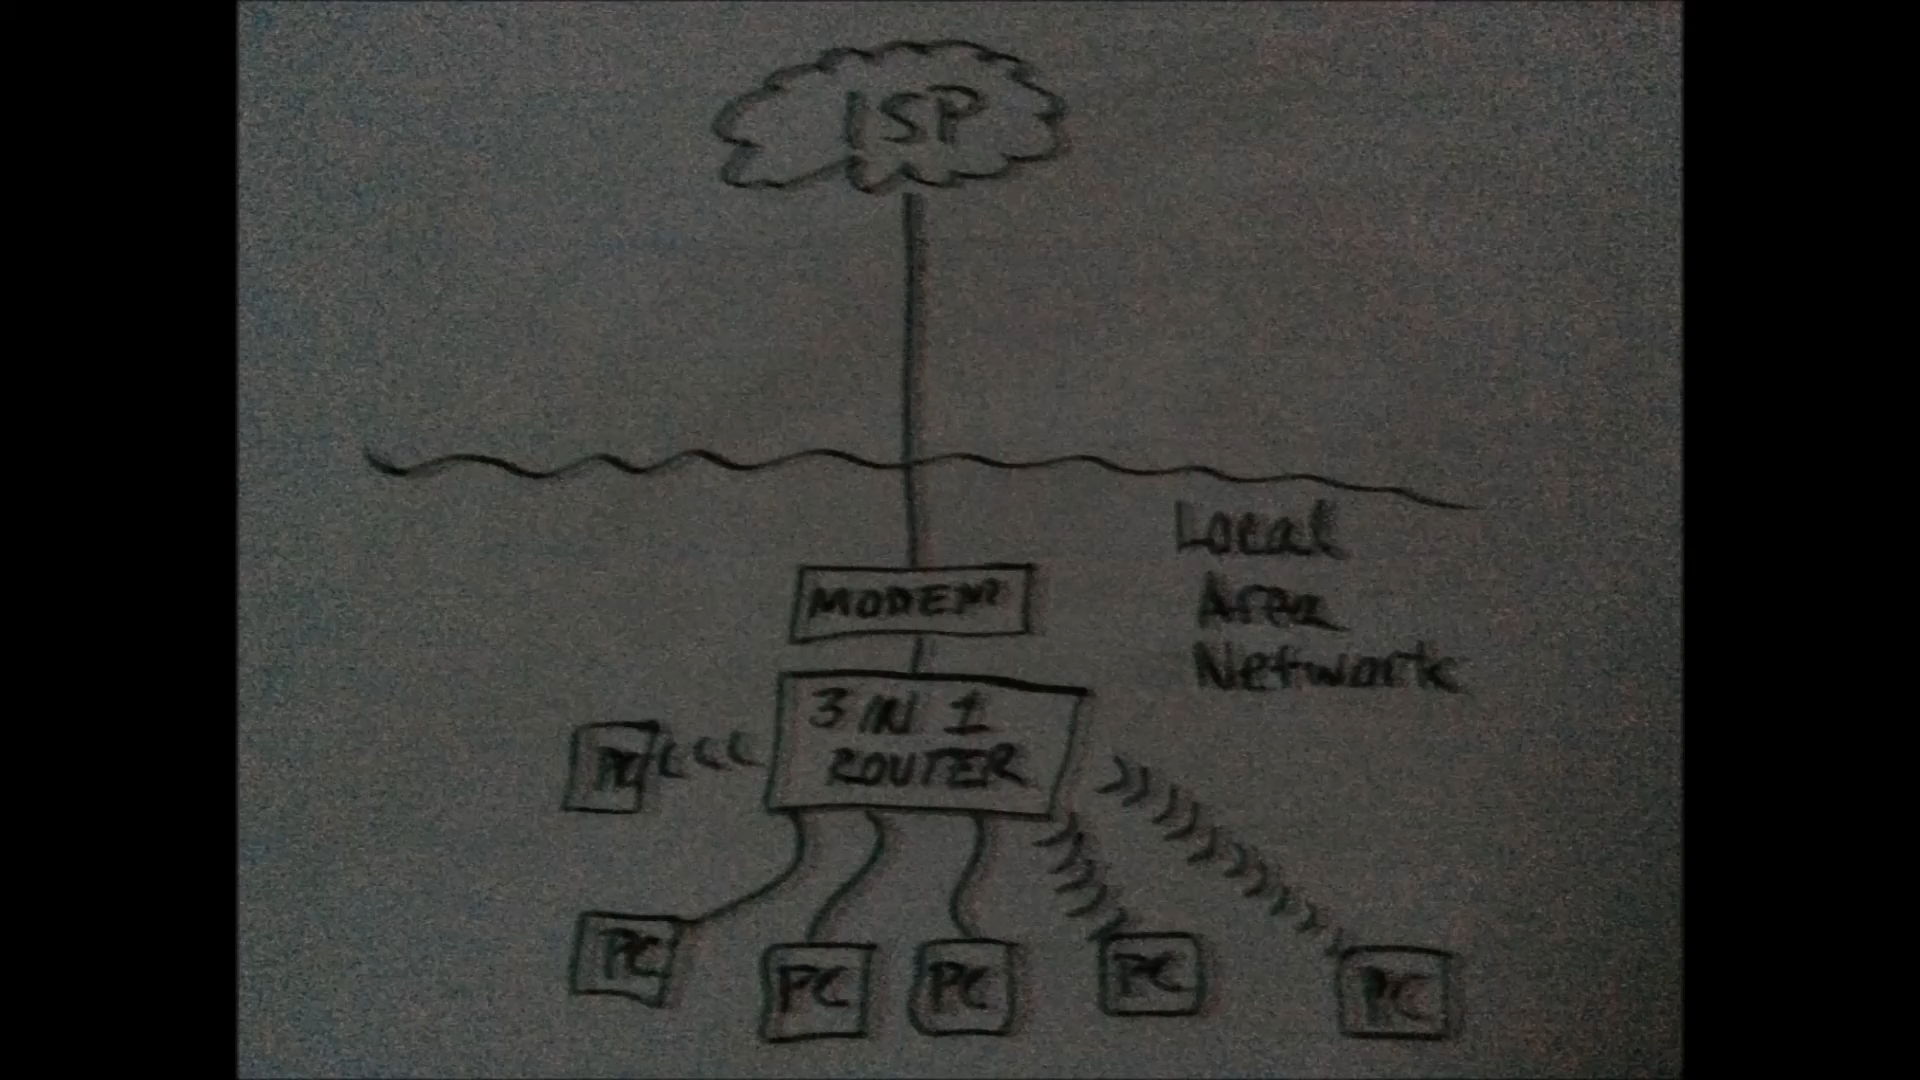 ISP
Local
Area
Network
MODEM
3 IN 1
ROUTER
PC
PC
PC
PC
PC
PC